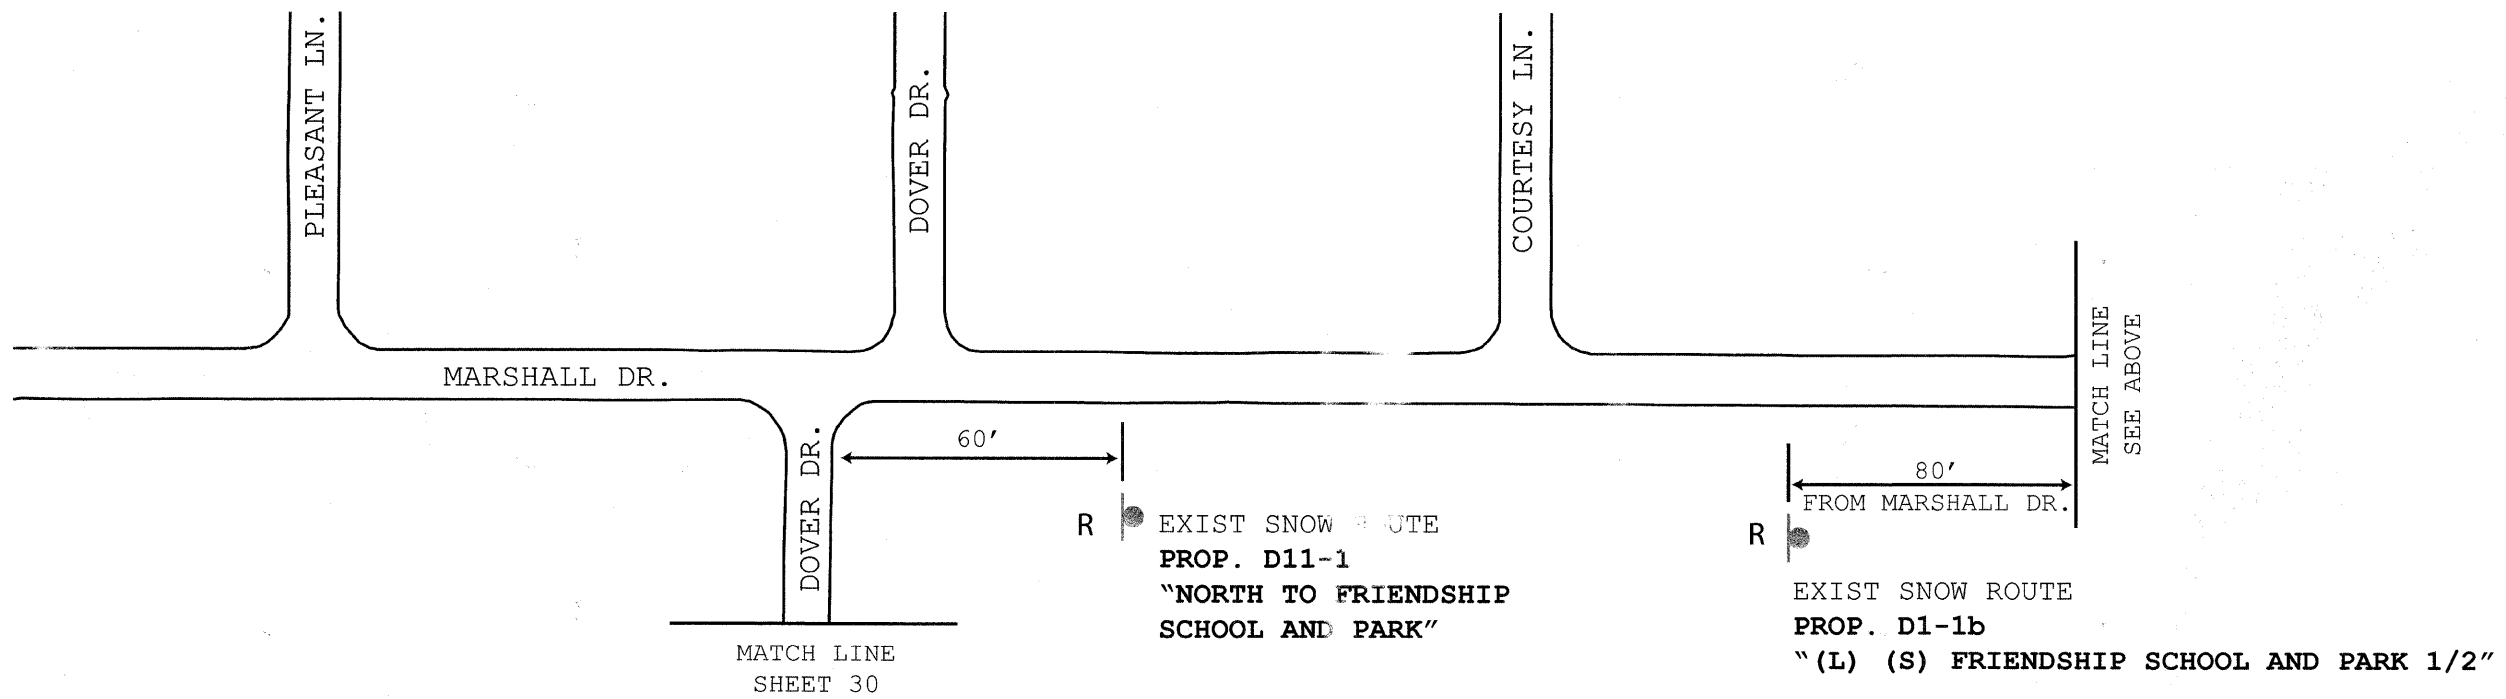 PLEASANT LN.
DOVER DR.
COURTESY LN.
MARSHALL DR.
MATCH LINE
SEE ABOVE
DOVER DR.
60'
80'
FROM MARSHALL DR.
R
EXIST SNOW ROUTE
PROP. D11-1
"NORTH TO FRIENDSHIP
SCHOOL AND PARK"
R
EXIST SNOW ROUTE
PROP. D1-1b
"(L) (S) FRIENDSHIP SCHOOL AND PARK 1/2"
MATCH LINE
SHEET 30